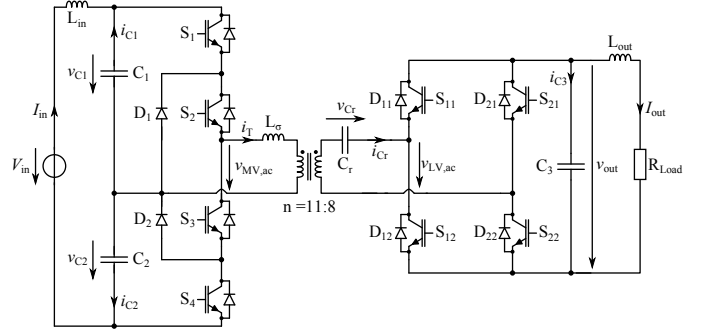 L_in
i_C1
S_1
v_C1
C_1
D_1
S_2
I_in
V_in
i_T
L_σ
v_MV,ac
n =11:8
v_Cr
C_r
i_Cr
v_LV,ac
D_2
S_3
v_C2
C_2
i_C2
S_4
D_11
S_11
D_21
S_21
D_12
S_12
D_22
S_22
L_out
i_C3
I_out
C_3
v_out
R_Load